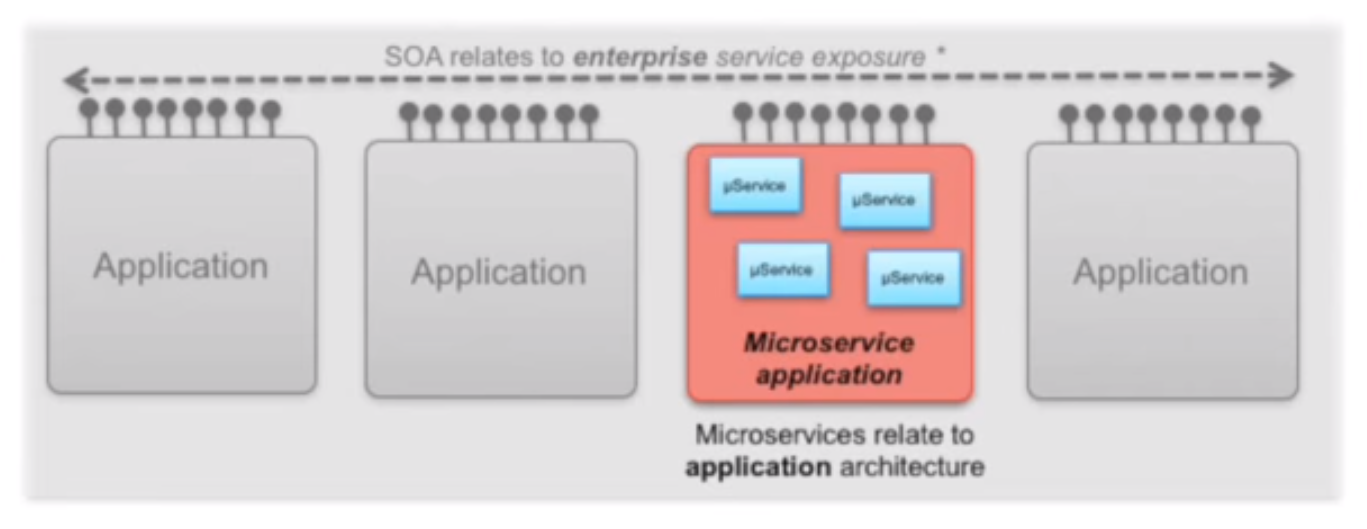 SOA relates to enterprise service exposure *
Application
Application
µService
µService
µService
µService
Microservice
application
Application
Microservices relate to
application architecture